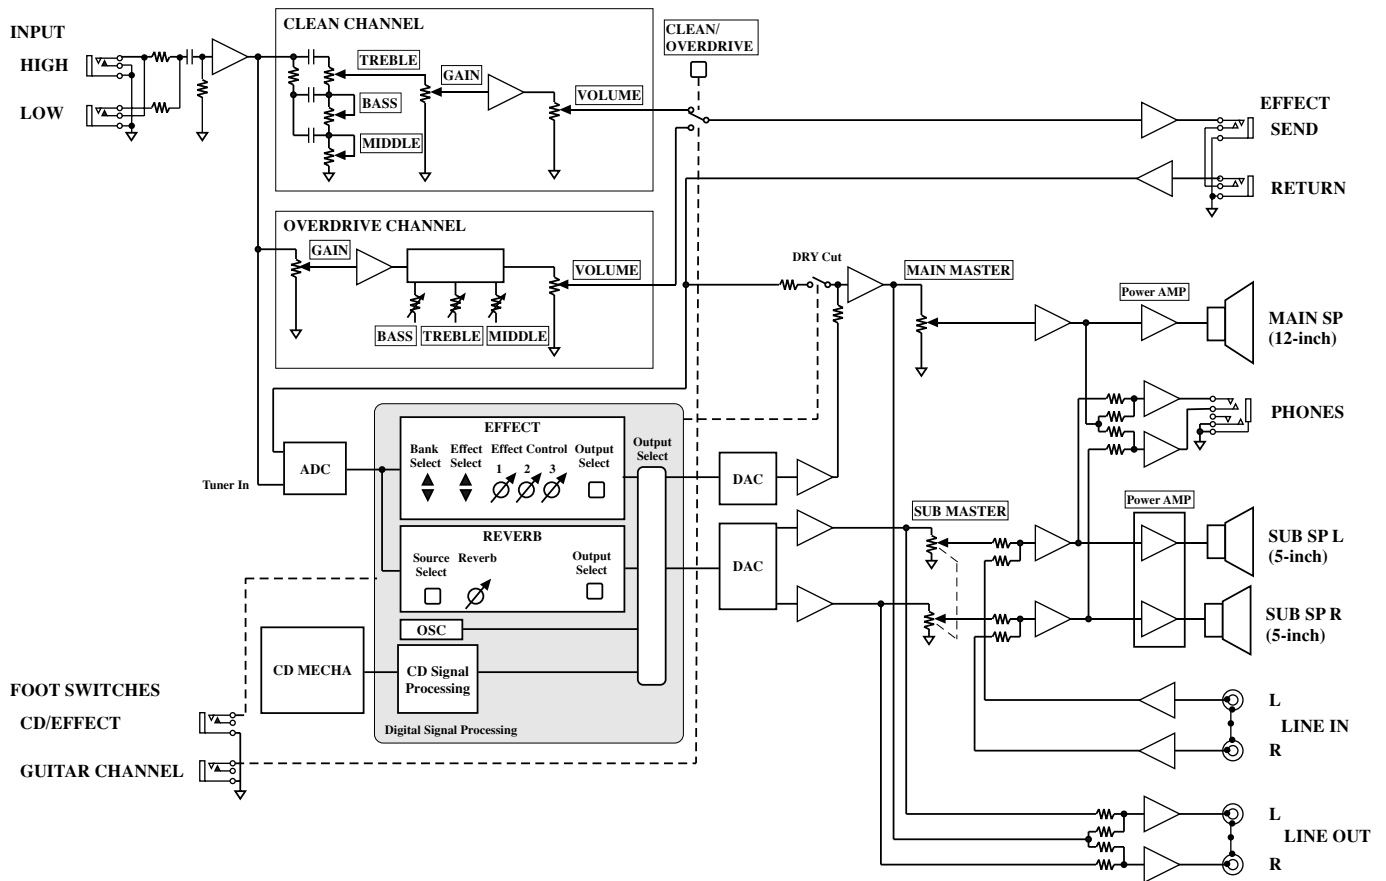 INPUT
HIGH
LOW
CLEAN CHANNEL
TREBLE
BASS
MIDDLE
GAIN
VOLUME
CLEAN/
OVERDRIVE
EFFECT
SEND
RETURN
OVERDRIVE CHANNEL
GAIN
BASS
TREBLE
MIDDLE
VOLUME
DRY Cut
MAIN MASTER
Power AMP
MAIN SP
(12-inch)
PHONES
Tuner In
ADC
EFFECT
Bank
Select
Effect
Select
Effect Control
1
2
3
Output
Select
REVERB
Source
Select
Reverb
Output
Select
Output
Select
OSC
CD MECHA
CD Signal
Processing
Digital Signal Processing
DAC
DAC
SUB MASTER
Power AMP
SUB SP L
(5-inch)
SUB SP R
(5-inch)
FOOT SWITCHES
CD/EFFECT
GUITAR CHANNEL
L
LINE IN
R
L
LINE OUT
R